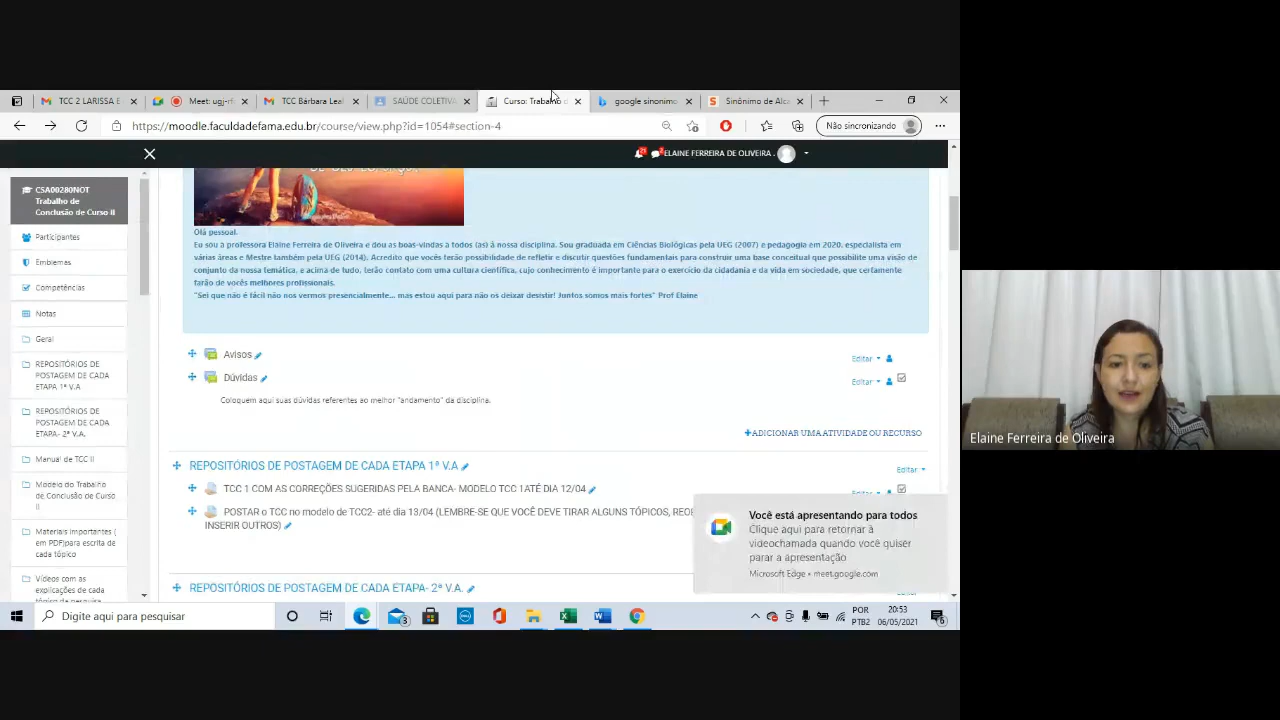 TCC 2 LARISSA E
Meet: ugj-rf
TCC Bárbara Leal
SAÚDE COLETIVA
Curso: Trabalho d
google sinonimo
S
Sinônimo de Alca
https://moodle.faculdadefama.edu.br/course/view.php?id=1054#section-4
Não sincronizando
ELAINE FERREIRA DE OLIVEIRA .
CSA00280NOT
Trabalho de
Conclusão de Curso II
Participantes
Emblemas
Competências
Notas
Geral
REPOSITÓRIOS DE
POSTAGEM DE CADA
ETAPA 1ª V.A
REPOSITÓRIOS DE
POSTAGEM DE CADA
ETAPA- 2ª V.A.
Manual de TCC II
Modelo do Trabalho
de Conclusão de Curso
II
Materiais importantes (
em PDF)para escrita de
cada tópico
Vídeos com as
explicações de cada
Olá pessoal.
Eu sou a professora Elaine Ferreira de Oliveira e dou as boas-vindas a todos (as) à nossa disciplina. Sou graduada em Ciências Biológicas pela UEG (2007) e pedagogia em 2020. especialista em
várias áreas e Mestre também pela UEG (2014). Acredito que vocês terão possibilidade de refletir e discutir questões fundamentais para construir uma base conceitual que possibilite uma visão de
conjunto da nossa temática, e acima de tudo, terão contato com uma cultura científica, cujo conhecimento é importante para o exercício da cidadania e da vida em sociedade, que certamente
farão de vocês melhores profissionais.
"Sei que não é fácil não nos vermos presencialmente... mas estou aqui para não os deixar desistir! Juntos somos mais fortes" Prof Elaine
Avisos
Editar
Dúvidas
Editar
Coloquem aqui suas dúvidas referentes ao melhor "andamento" da disciplina.
+ADICIONAR UMA ATIVIDADE OU RECURSO
REPOSITÓRIOS DE POSTAGEM DE CADA ETAPA 1ª V.A
Editar
TCC 1 COM AS CORREÇÕES SUGERIDAS PELA BANCA- MODELO TCC 1ATÉ DIA 12/04
Editar
POSTAR o TCC no modelo de TCC2- até dia 13/04 (LEMBRE-SE QUE VOCÊ DEVE TIRAR ALGUNS TÓPICOS,
INSERIR OUTROS)
REPOSITÓRIOS DE POSTAGEM DE CADA ETAPA- 2ª V.A.
Você está apresentando para todos
Clique aqui para retornar à
videochamada quando você quiser
parar a apresentação
Microsoft Edge • meet.google.com
Elaine Ferreira de Oliveira
Digite aqui para pesquisar
3
POR
PTB2
20:53
06/05/2021
6